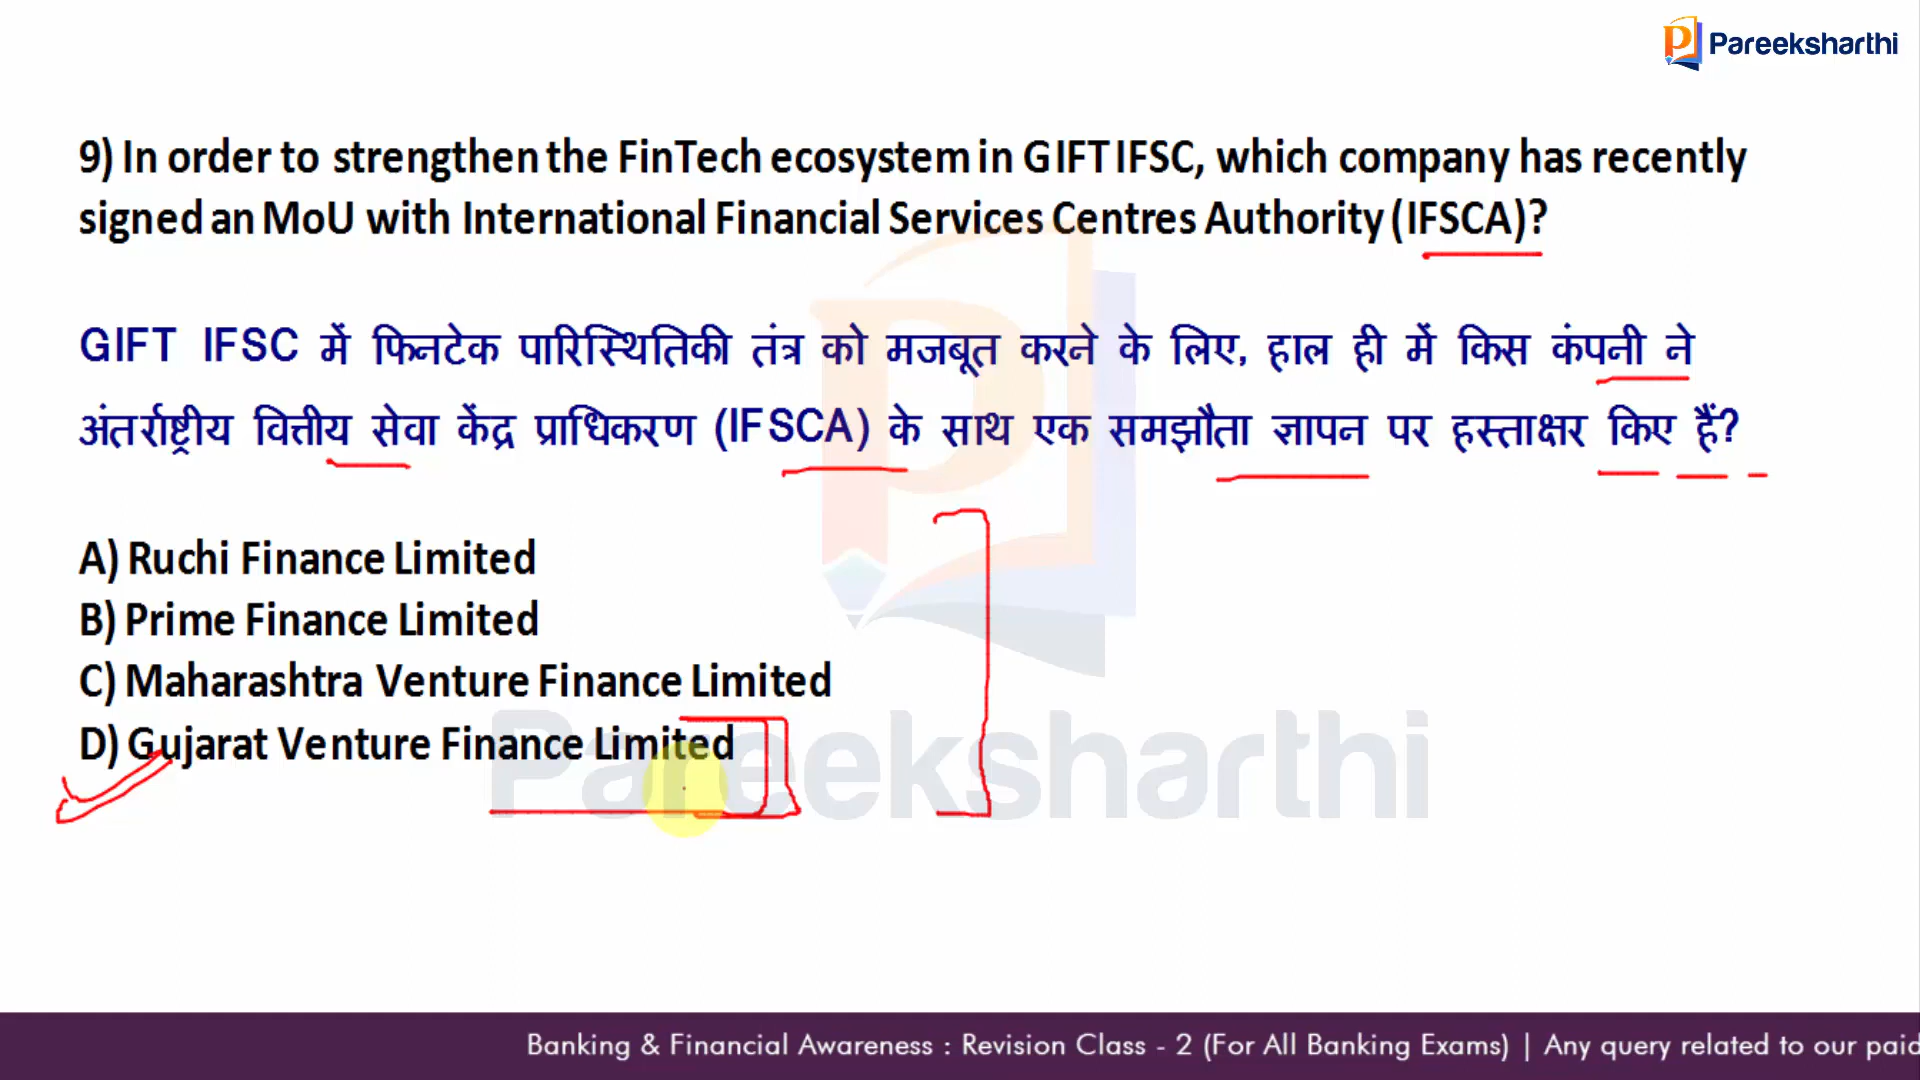 Pareeksharthi
9) In order to strengthen the FinTech ecosystem in GIFT IFSC, which company has recently
signed an MoU with International Financial Services Centres Authority (IFSCA)?
GIFT IFSC में फिनटेक पारिस्थितिकी तंत्र को मजबूत करने के लिए, हाल ही में किस कंपनी ने
अंतर्राष्ट्रीय वित्तीय सेवा केंद्र प्राधिकरण (IFSCA) के साथ एक समझौता ज्ञापन पर हस्ताक्षर किए हैं?
A) Ruchi Finance Limited
B) Prime Finance Limited
C) Maharashtra Venture Finance Limited
D) Gujarat Venture Finance Limited
Pareeksharthi
Banking & Financial Awareness : Revision Class - 2 (For All Banking Exams) | Any query related to our paid